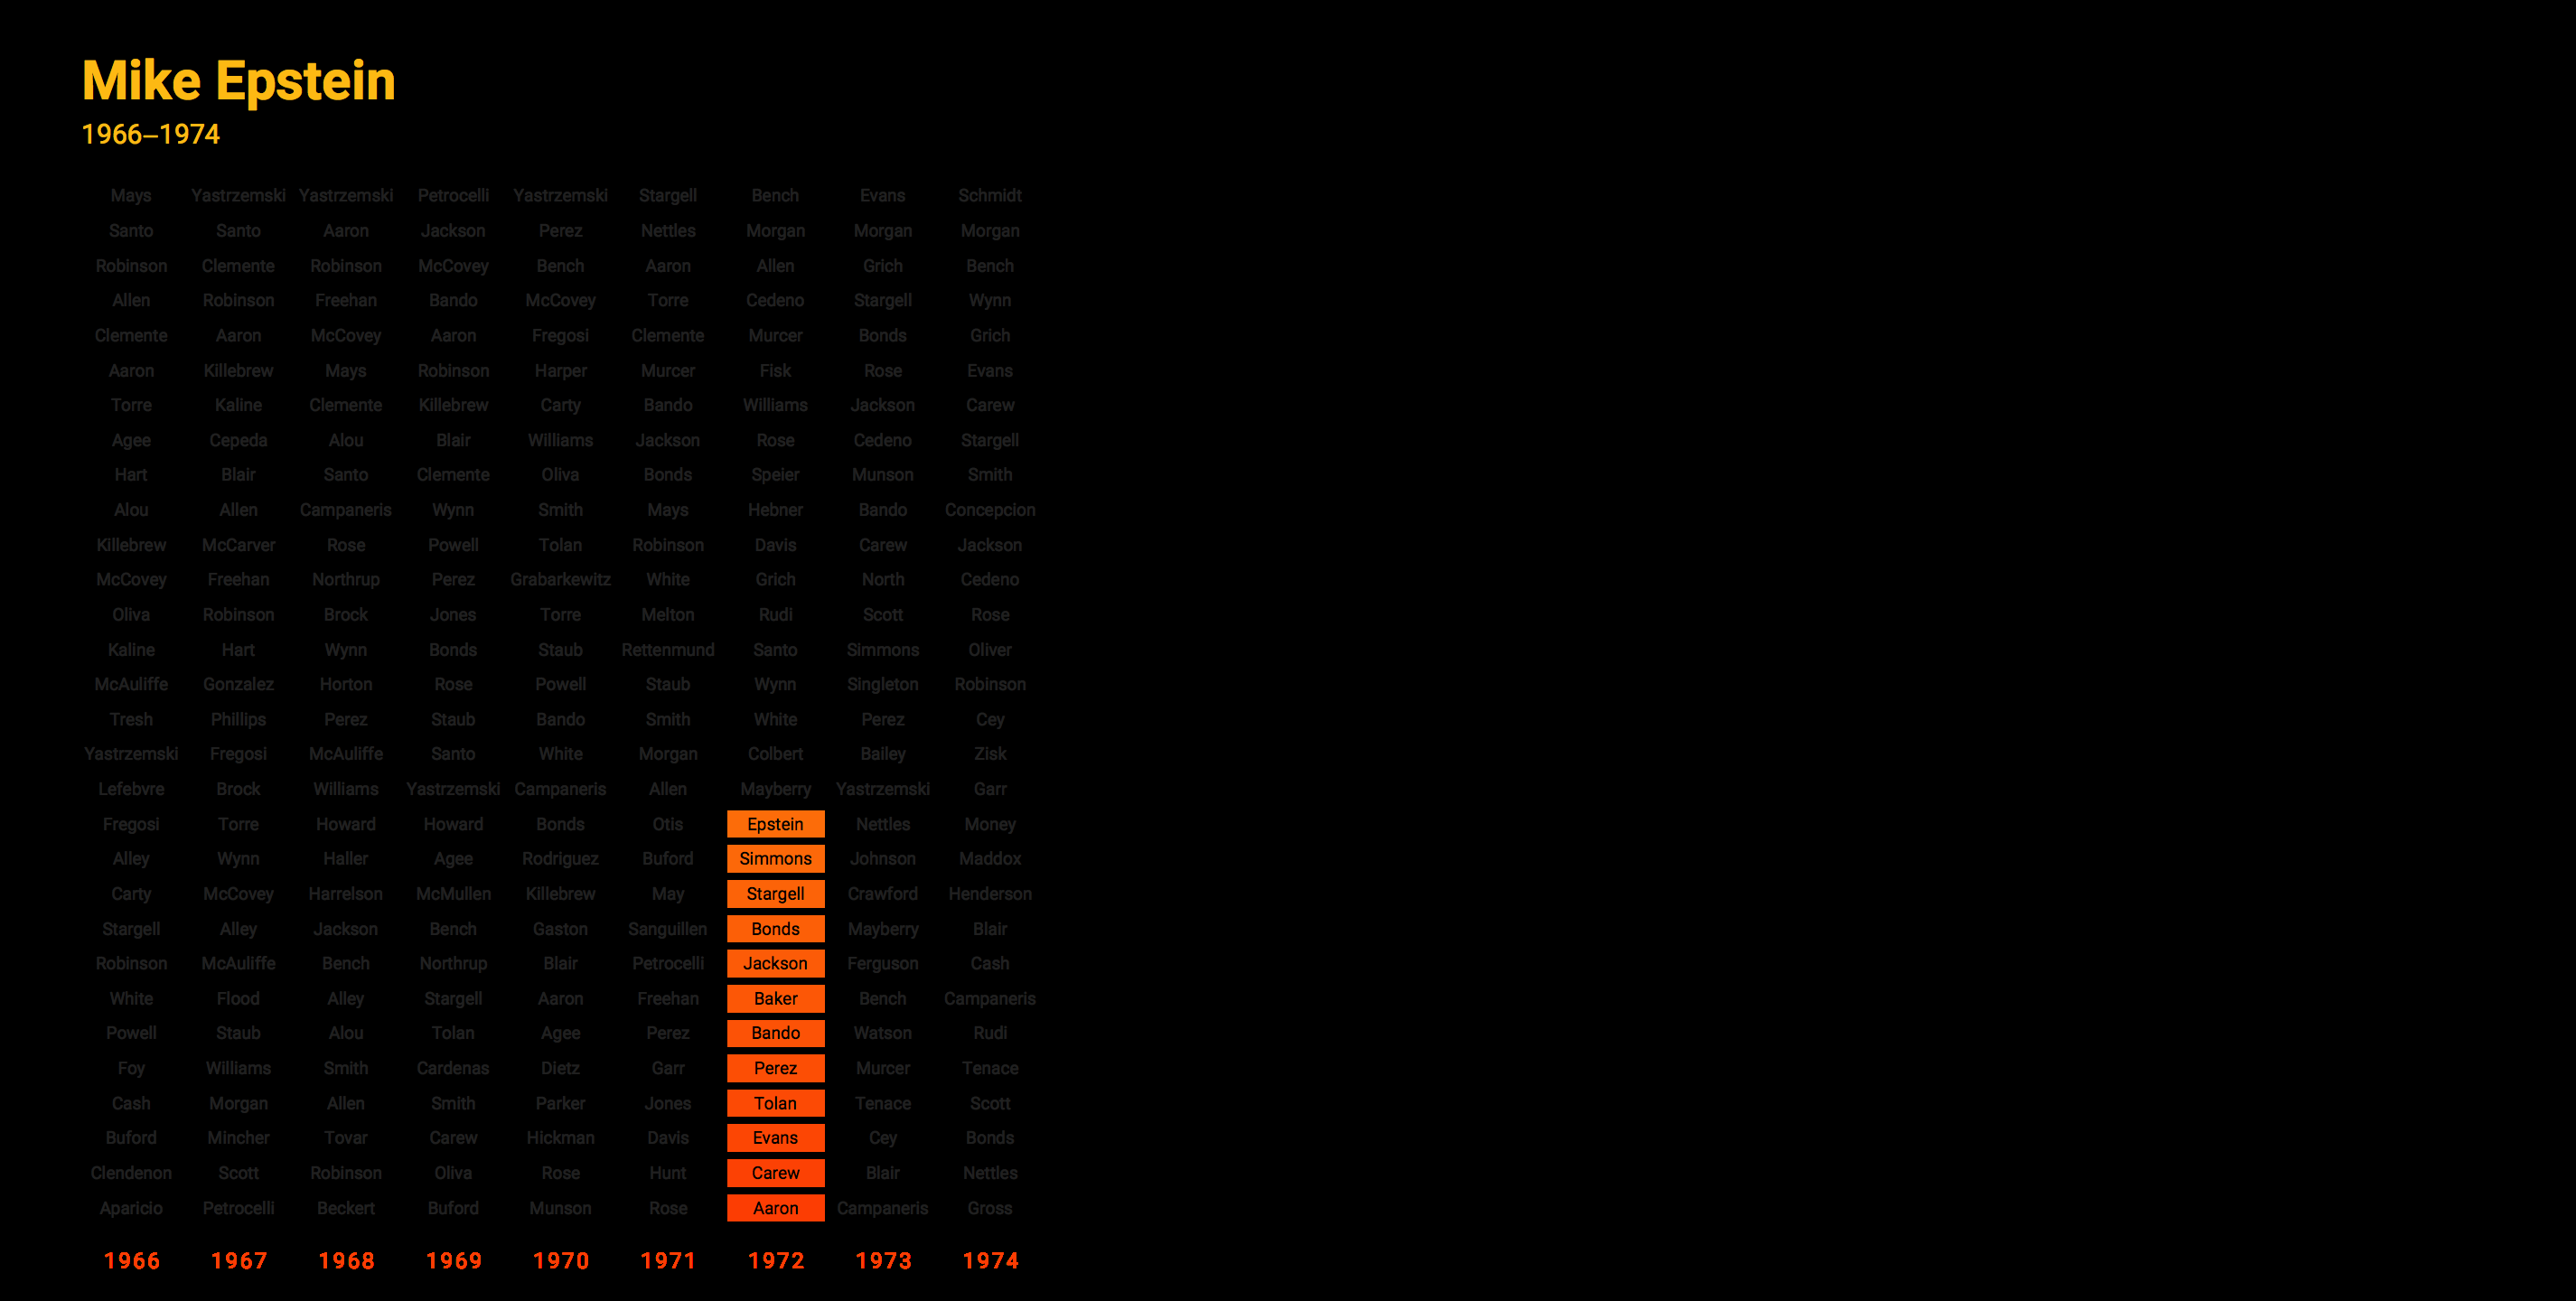 Mike Epstein
1966–1974
Mays Yastrzemski Yastrzemski Petrocelli Yastrzemski Stargell Bench Evans Schmidt
Santo Santo Aaron Jackson Perez Nettles Morgan Morgan Morgan
Robinson Clemente Robinson McCovey Bench Aaron Allen Grich Bench
Allen Robinson Freehan Bando McCovey Torre Cedeno Stargell Wynn
Clemente Aaron McCovey Aaron Fregosi Clemente Murcer Bonds Grich
Aaron Killebrew Mays Robinson Harper Murcer Fisk Rose Evans
Torre Kaline Clemente Killebrew Carty Bando Williams Jackson Carew
Agee Cepeda Alou Blair Williams Jackson Rose Cedeno Stargell
Hart Blair Santo Clemente Oliva Bonds Speier Munson Smith
Alou Allen Campaneris Wynn Smith Mays Hebner Bando Concepcion
Killebrew McCarver Rose Powell Tolan Robinson Davis Carew Jackson
McCovey Freehan Northrup Perez Grabarkewitz White Grich North Cedeno
Oliva Robinson Brock Jones Torre Melton Rudi Scott Rose
Kaline Hart Wynn Bonds Staub Rettenmund Santo Simmons Oliver
McAuliffe Gonzalez Horton Rose Powell Staub Wynn Singleton Robinson
Tresh Phillips Perez Staub Bando Smith White Perez Cey
Yastrzemski Fregosi McAuliffe Santo White Morgan Colbert Bailey Zisk
Lefebvre Brock Williams Yastrzemski Campaneris Allen Mayberry Yastrzemski Garr
Fregosi Torre Howard Howard Bonds Otis Epstein Nettles Money
Alley Wynn Haller Agee Rodriguez Buford Simmons Johnson Maddox
Carty McCovey Harrelson McMullen Killebrew May Stargell Crawford Henderson
Stargell Alley Jackson Bench Gaston Sanguillen Bonds Mayberry Blair
Robinson McAuliffe Bench Northrup Blair Petrocelli Jackson Ferguson Cash
White Flood Alley Stargell Aaron Freehan Baker Bench Campaneris
Powell Staub Alou Tolan Agee Perez Bando Watson Rudi
Foy Williams Smith Cardenas Dietz Garr Perez Murcer Tenace
Cash Morgan Allen Smith Parker Jones Tolan Tenace Scott
Buford Mincher Tovar Carew Hickman Davis Evans Cey Bonds
Clendenon Scott Robinson Oliva Rose Hunt Carew Blair Nettles
Aparicio Petrocelli Beckert Buford Munson Rose Aaron Campaneris Gross
1966 1967 1968 1969 1970 1971 1972 1973 1974